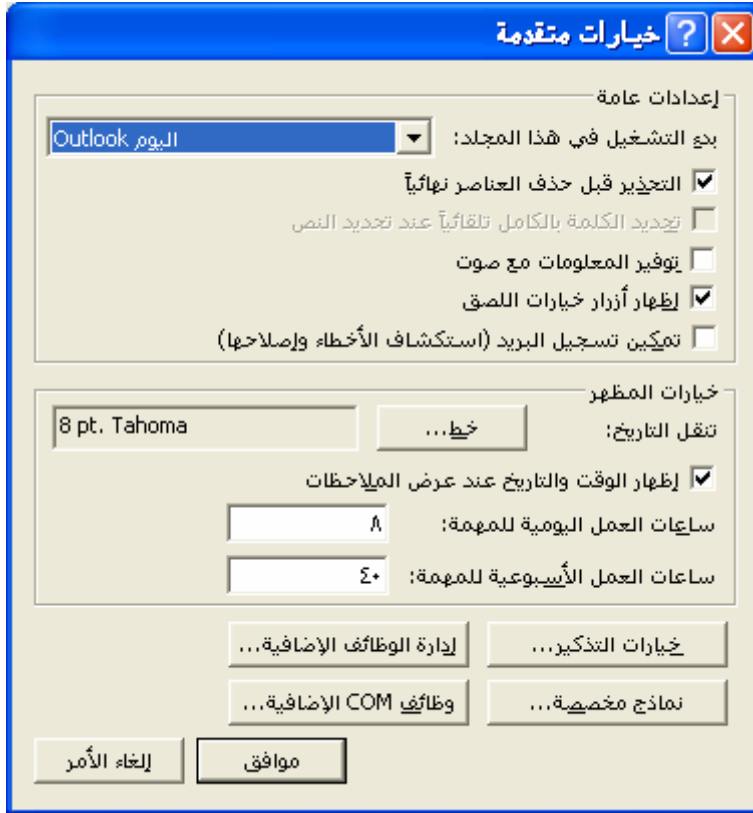 خيارات متقدمة
إعدادات عامة
بدء التشغيل في هذا المجلد: Outlook اليوم
التحذير قبل حذف العناصر نهائياً
تحديد الكلمة بالكامل تلقائياً عند تحديد النص
توفير المعلومات مع صوت
إظهار أزرار خيارات اللصق
تمكين تسجيل البريد (استكشاف الأخطاء وإصلاحها)
خيارات المظهر
تنقل التاريخ: خط... 8 pt. Tahoma
إظهار الوقت والتاريخ عند عرض الملاحظات
ساعات العمل اليومية للمهمة: ٨
ساعات العمل الأسبوعية للمهمة: ٤٠
خيارات التذكير... إدارة الوظائف الإضافية...
نماذج مخصصة... وظائف COM الإضافية...
موافق إلغاء الأمر